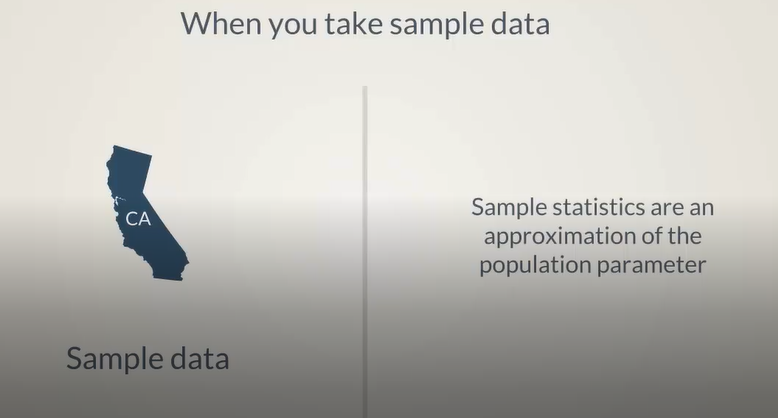 When you take sample data
CA
Sample data
Sample statistics are an
approximation of the
population parameter